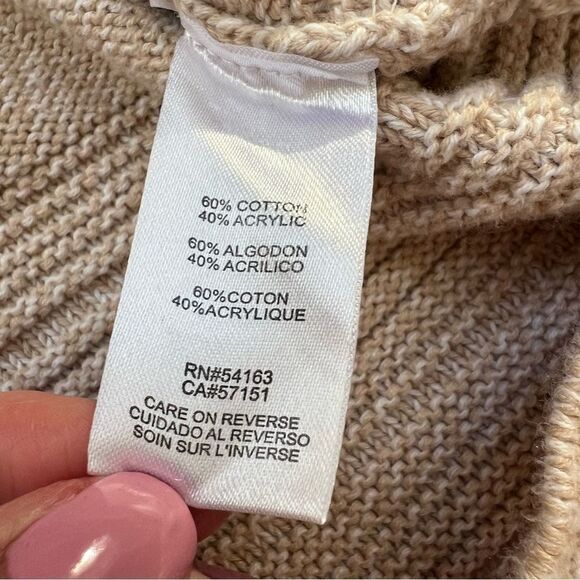 60% COTTON
40% ACRYLIC
60% ALGODON
40% ACRILICO
60%COTON
40%ACRYLIQUE
RN#54163
CA#57151
CARE ON REVERSE
CUIDADO AL REVERSO
SOIN SUR L'INVERSE